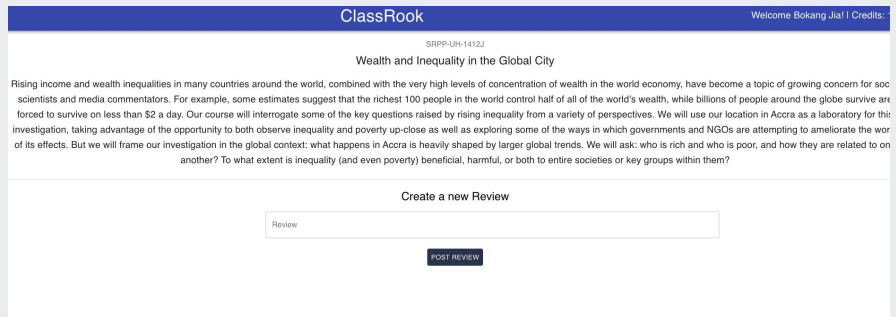 ClassRook Welcome Bokang Jia! | Credits:
SRPP-UH-1412J
Wealth and Inequality in the Global City
Rising income and wealth inequalities in many countries around the world, combined with the very high levels of concentration of wealth in the world economy, have become a topic of growing concern for soc
scientists and media commentators. For example, some estimates suggest that the richest 100 people in the world control half of all of the world's wealth, while billions of people around the globe survive are
forced to survive on less than $2 a day. Our course will interrogate some of the key questions raised by rising inequality from a variety of perspectives. We will use our location in Accra as a laboratory for this
investigation, taking advantage of the opportunity to both observe inequality and poverty up-close as well as exploring some of the ways in which governments and NGOs are attempting to ameliorate the wor
of its effects. But we will frame our investigation in the global context: what happens in Accra is heavily shaped by larger global trends. We will ask: who is rich and who is poor, and how they are related to on
another? To what extent is inequality (and even poverty) beneficial, harmful, or both to entire societies or key groups within them?
Create a new Review
Review
POST REVIEW